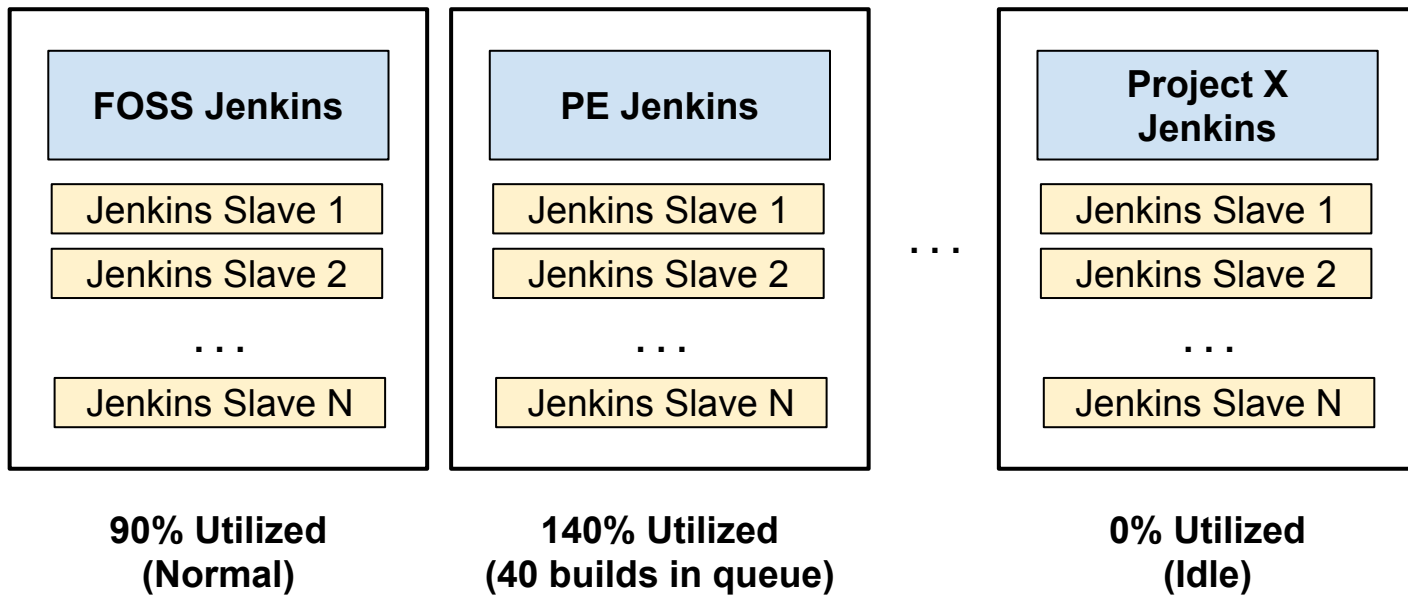 FOSS Jenkins
Jenkins Slave 1
Jenkins Slave 2
. . .
Jenkins Slave N
90% Utilized
(Normal)
PE Jenkins
Jenkins Slave 1
Jenkins Slave 2
. . .
Jenkins Slave N
140% Utilized
(40 builds in queue)
. . .
Project X
Jenkins
Jenkins Slave 1
Jenkins Slave 2
. . .
Jenkins Slave N
0% Utilized
(Idle)